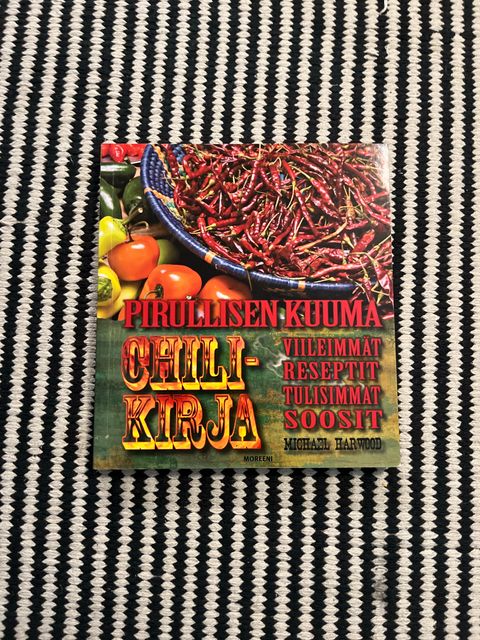 PIRULLISEN KUUMA
CHILI-
KIRJA
VIILEIMMÄT
RESEPTIT
TULISIMMAT
SOOSIT
MICHAEL HARWOOD
MOREENI